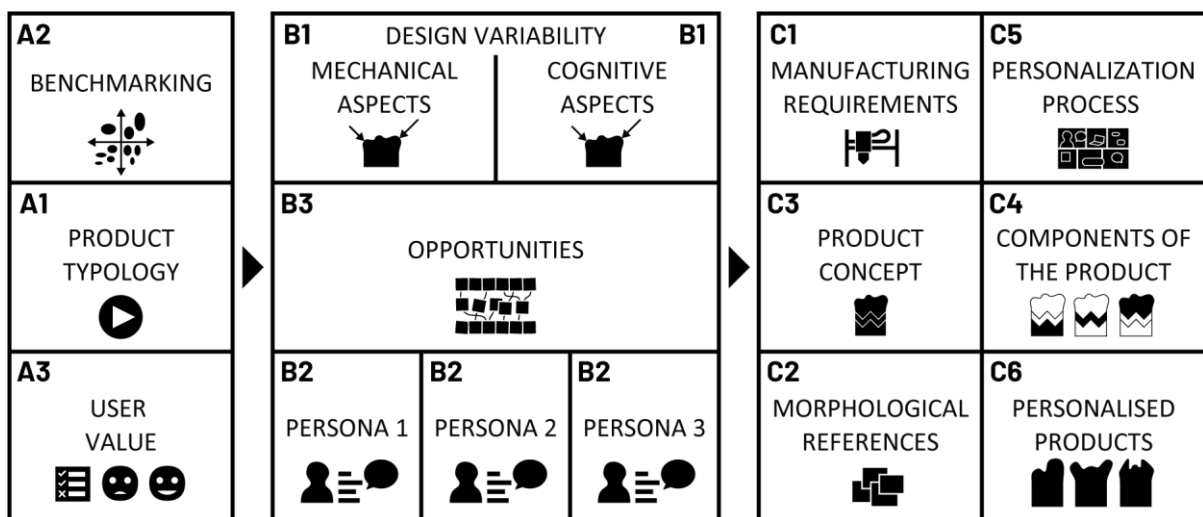 A2
BENCHMARKING
A1
PRODUCT
TYPOLOGY
A3
USER
VALUE
B1 DESIGN VARIABILITY B1
MECHANICAL
ASPECTS
COGNITIVE
ASPECTS
B3
OPPORTUNITIES
B2
PERSONA 1
B2
PERSONA 2
B2
PERSONA 3
C1
MANUFACTURING
REQUIREMENTS
C5
PERSONALIZATION
PROCESS
C3
PRODUCT
CONCEPT
C4
COMPONENTS OF
THE PRODUCT
C2
MORPHOLOGICAL
REFERENCES
C6
PERSONALISED
PRODUCTS